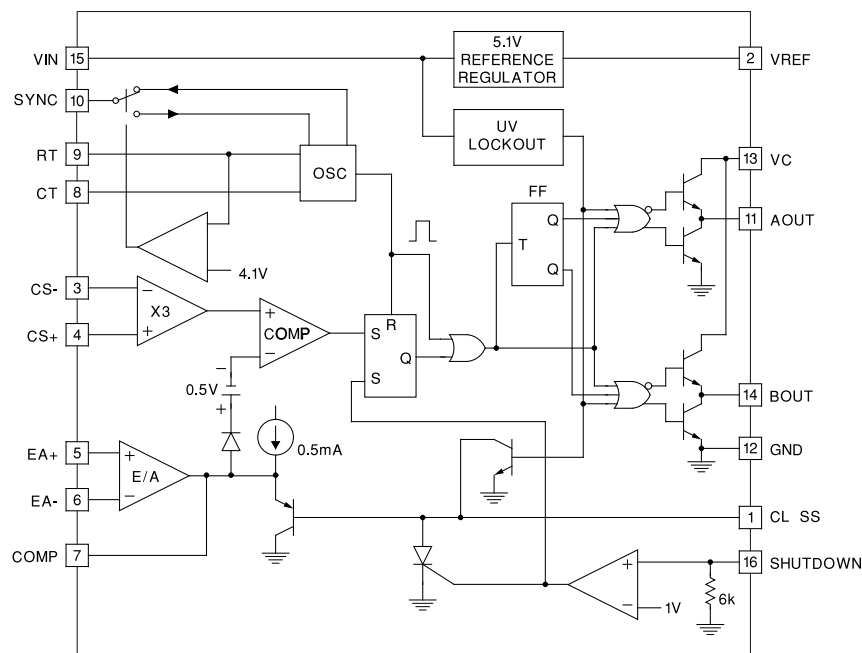 VIN 15
5.1V
REFERENCE
REGULATOR
2 VREF
SYNC 10
UV
LOCKOUT
RT 9
OSC
13 VC
CT 8
FF
Q
T
Q
11 AOUT
4.1V
CS- 3
−
X3
+
CS+ 4
+
COMP
−
R
S
Q
S
−
0.5V
+
14 BOUT
EA+ 5
+
E/A
−
EA- 6
0.5mA
12 GND
1 CL SS
COMP 7
16 SHUTDOWN
+
−
1V
6k